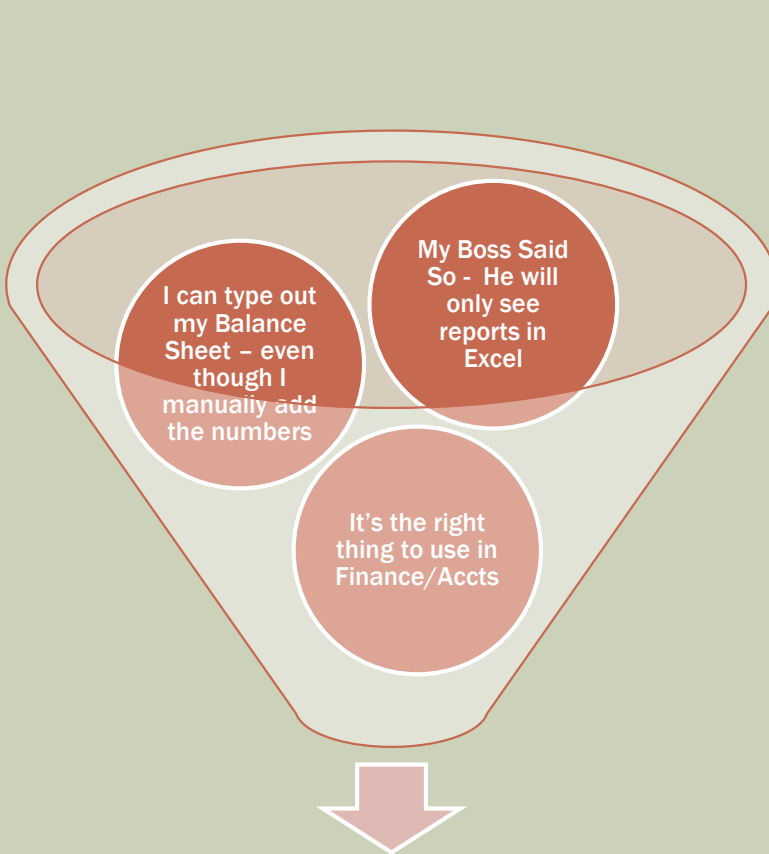 I can type out
my Balance
Sheet – even
though I
manually add
the numbers
My Boss Said
So -  He will
only see
reports in
Excel
It's the right
thing to use in
Finance/Accts